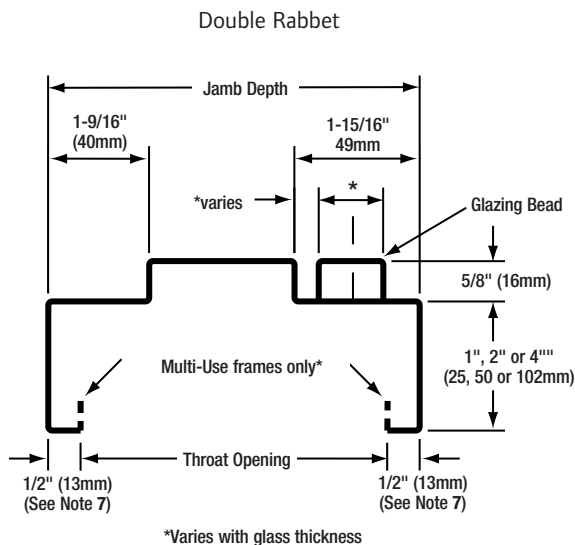 Double Rabbet
Jamb Depth
1-9/16"
(40mm)
1-15/16"
49mm
*varies
*
Glazing Bead
5/8" (16mm)
Multi-Use frames only*
1", 2" or 4""
(25, 50 or 102mm)
Throat Opening
1/2" (13mm)
(See Note 7)
1/2" (13mm)
(See Note 7)
*Varies with glass thickness